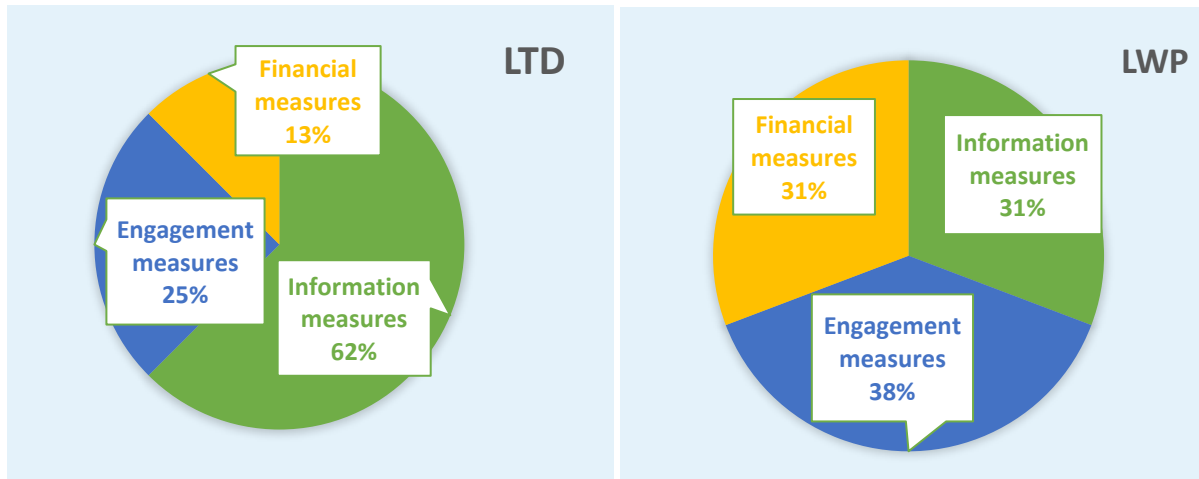 LTD
Financial
measures
13%
Engagement
measures
25%
Information
measures
62%
LWP
Financial
measures
31%
Information
measures
31%
Engagement
measures
38%